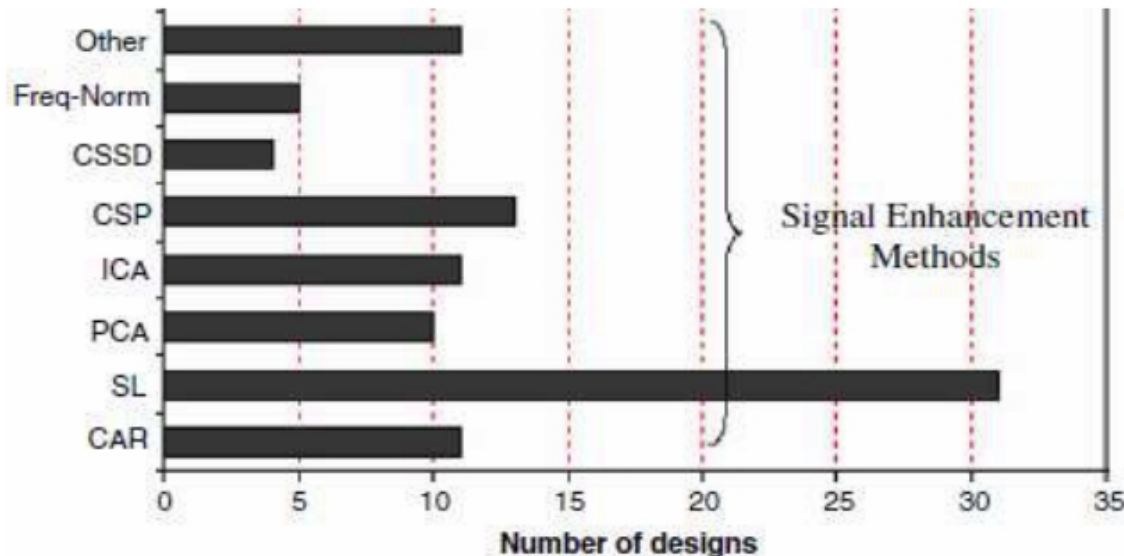 Other
Freq-Norm
CSSD
CSP
ICA
PCA
SL
CAR
Signal Enhancement
Methods
0 5 10 15 20 25 30 35
Number of designs